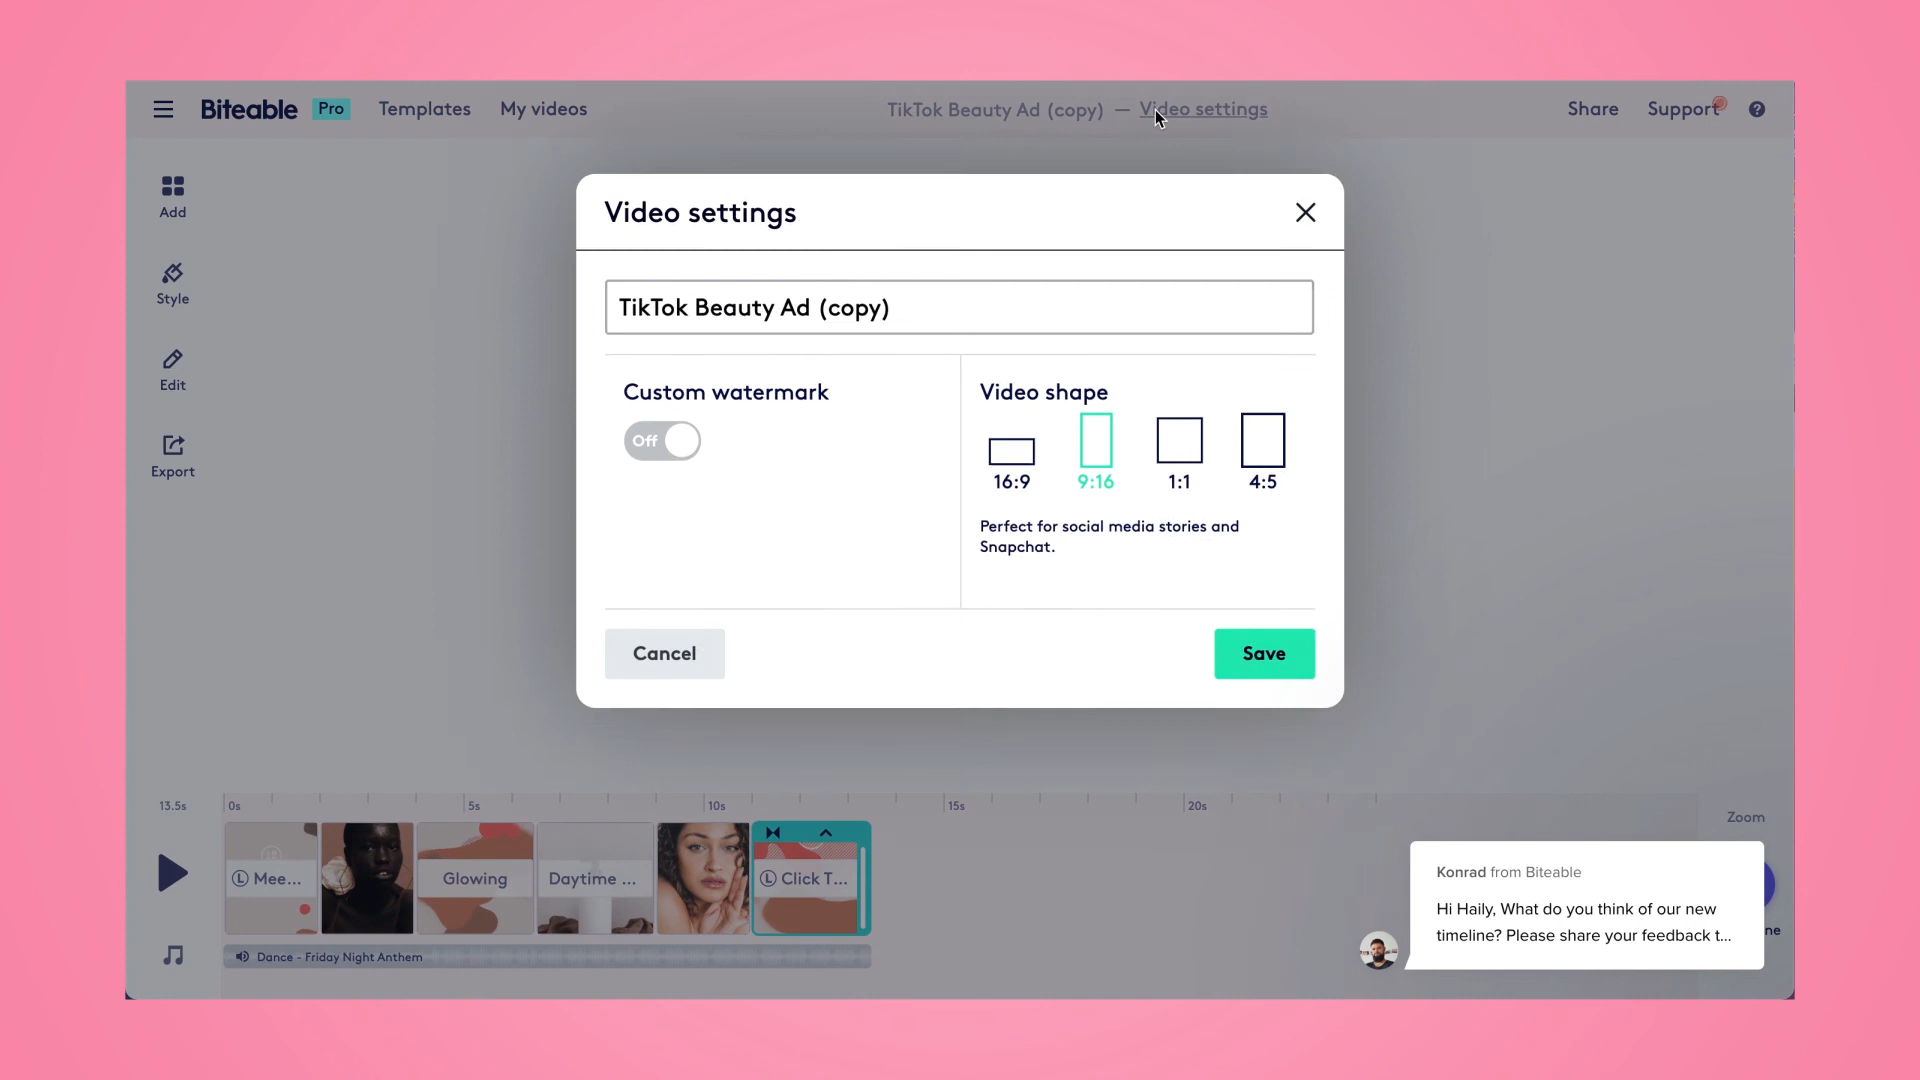 Biteable Pro Templates My videos TikTok Beauty Ad (copy) — Video settings Share Support ?
Add
Style
Edit
Export
Video settings
TikTok Beauty Ad (copy)
Custom watermark
Off
Video shape
16:9 9:16 1:1 4:5
Perfect for social media stories and
Snapchat.
Cancel Save
13.5s 0s 5s 10s 15s 20s
Zoom
L Mee... Glowing Daytime ... L Click T...
Dance - Friday Night Anthem
Konrad from Biteable
Hi Haily, What do you think of our new
timeline? Please share your feedback t...
ne